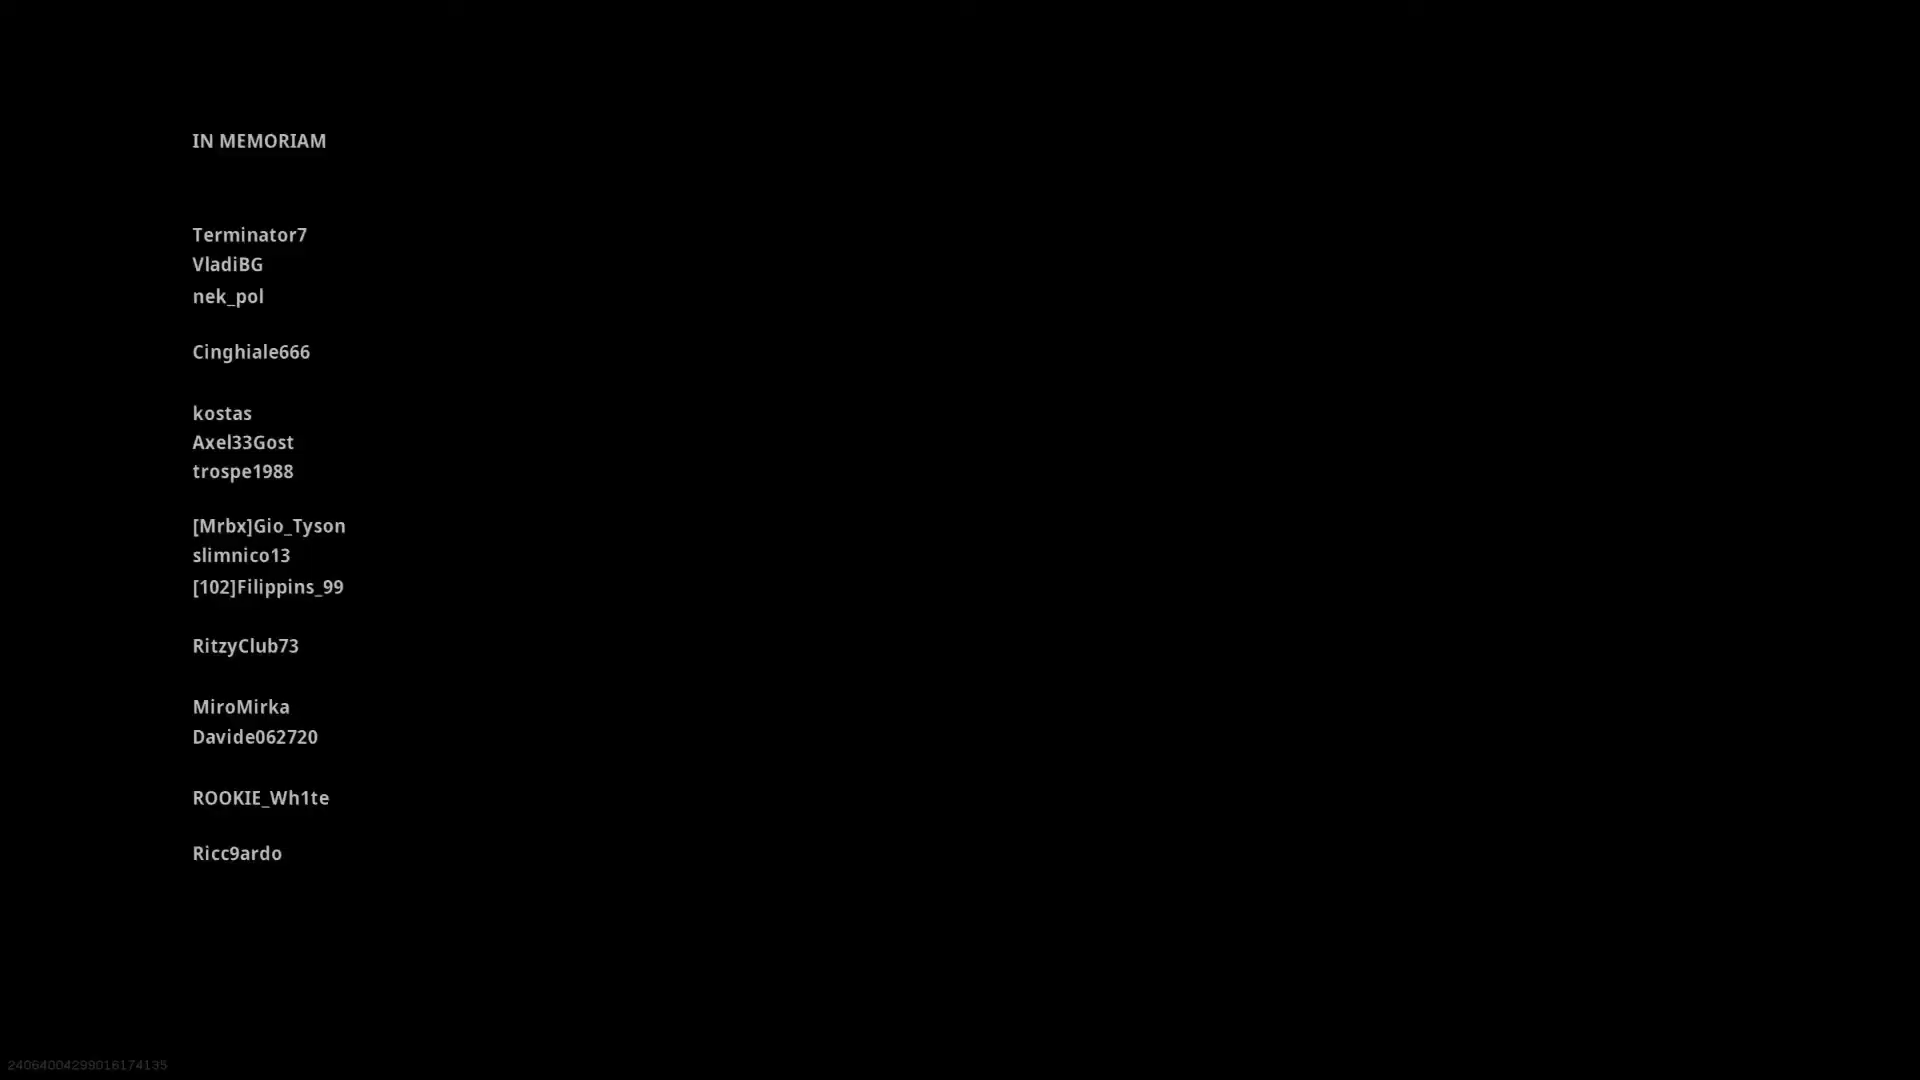 IN MEMORIAM
Terminator7
VladiBG
nek_pol
Cinghiale666
kostas
Axel33Gost
trospe1988
[Mrbx]Gio_Tyson
slimnico13
[102]Filippins_99
RitzyClub73
MiroMirka
Davide062720
ROOKIE_Wh1te
Ricc9ardo
24064004299016174135